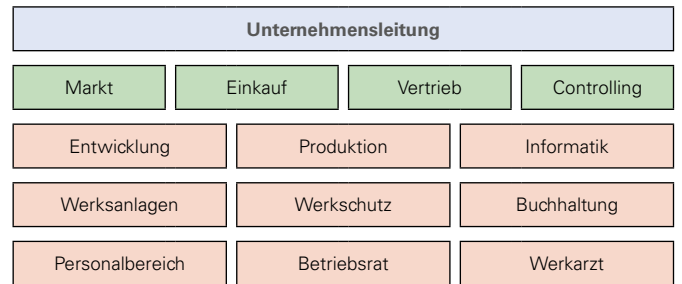 Unternehmensleitung
Markt Einkauf Vertrieb Controlling
Entwicklung Produktion Informatik
Werksanlagen Werkschutz Buchhaltung
Personalbereich Betriebsrat Werkarzt